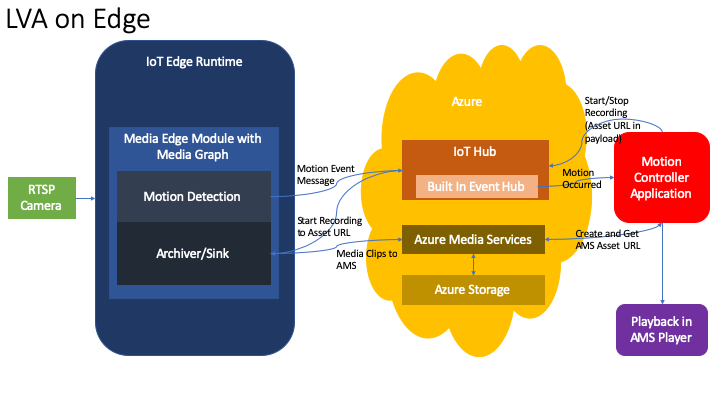 LVA on Edge
IoT Edge Runtime
Media Edge Module with
Media Graph
Motion Detection
Archiver/Sink
RTSP
Camera
Motion Event
Message
Start Recording
to Asset URL
Media Clips to
AMS
Azure
IoT Hub
Built In Event Hub
Azure Media Services
Azure Storage
Start/Stop
Recording
(Asset URL in
payload)
Motion
Occurred
Create and Get
AMS Asset URL
Motion
Controller
Application
Playback in
AMS Player